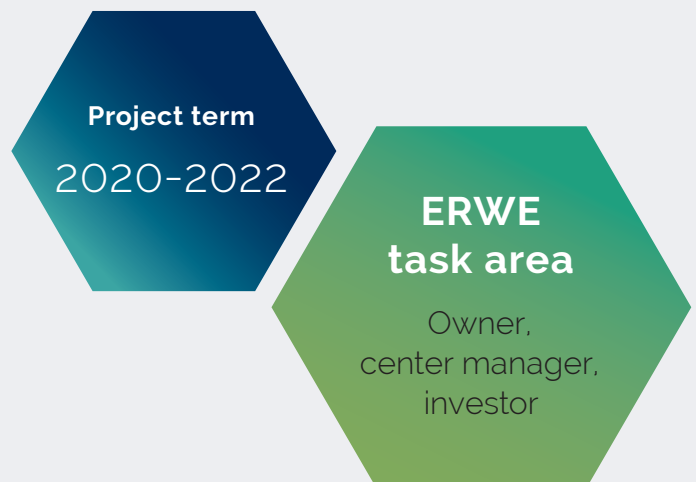 Project term
2020-2022
ERWE
task area
Owner,
center manager,
investor